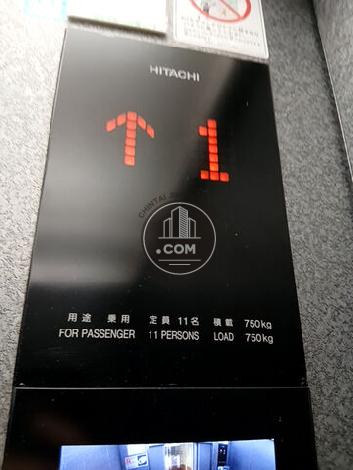 HITACHI
↑ 1
CHINTAI
.COM
用途 乗用 定員 11名 積載 750kg
FOR PASSENGER 11 PERSONS LOAD 750kg